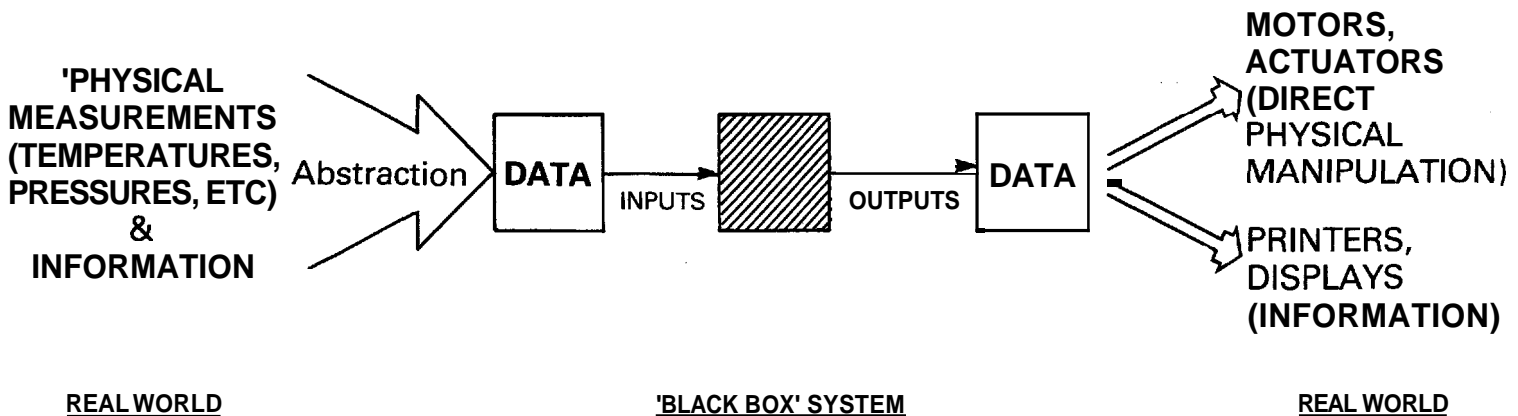 'PHYSICAL
MEASUREMENTS
(TEMPERATURES,
PRESSURES, ETC)
&
INFORMATION
Abstraction
DATA
INPUTS
OUTPUTS
DATA
MOTORS,
ACTUATORS
(DIRECT
PHYSICAL
MANIPULATION)
PRINTERS,
DISPLAYS
(INFORMATION)
REAL WORLD
'BLACK BOX' SYSTEM
REAL WORLD